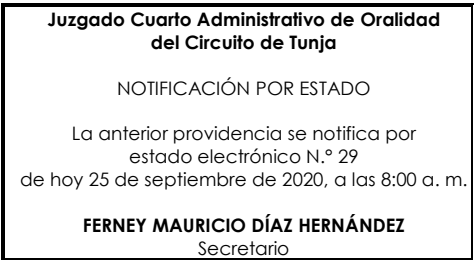 Juzgado Cuarto Administrativo de Oralidad
del Circuito de Tunja
NOTIFICACIÓN POR ESTADO
La anterior providencia se notifica por
estado electrónico N.° 29
de hoy 25 de septiembre de 2020, a las 8:00 a. m.
FERNEY MAURICIO DÍAZ HERNÁNDEZ
Secretario